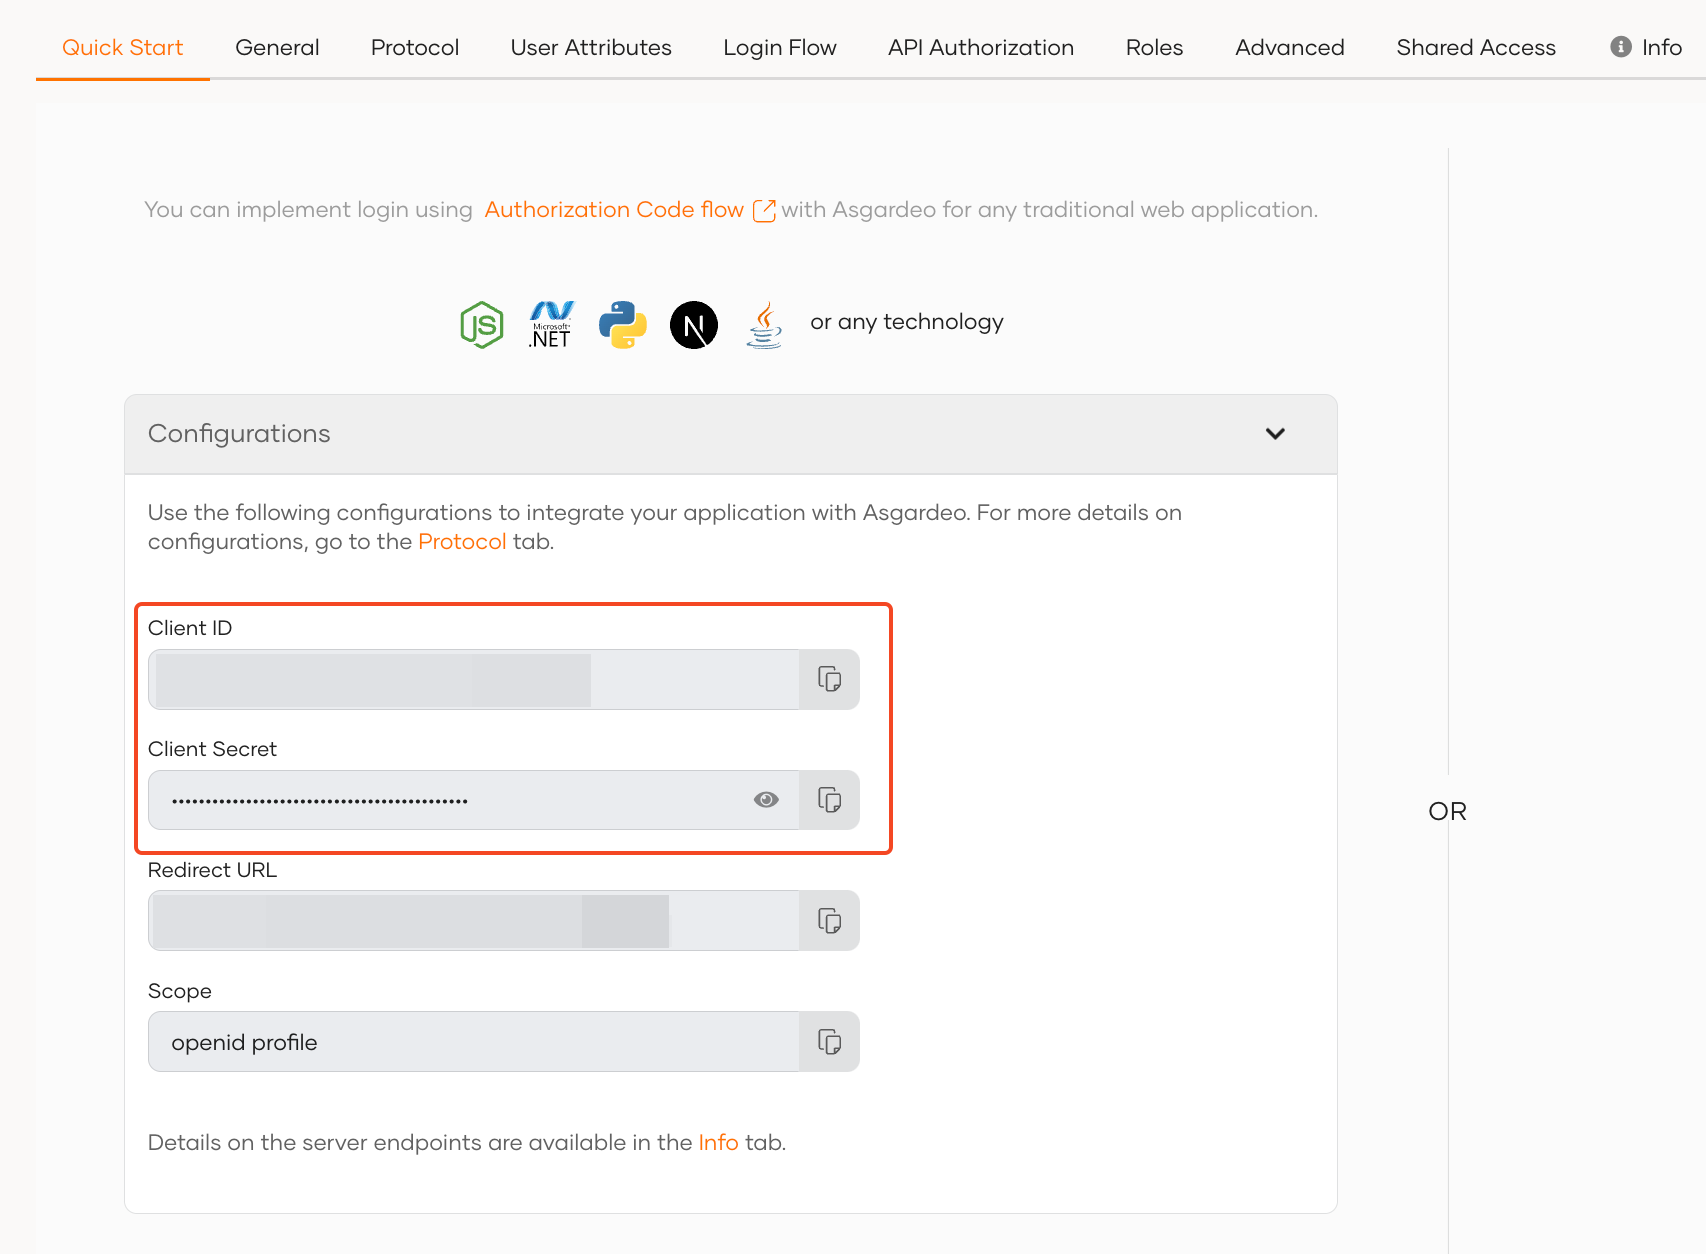 Quick Start General Protocol User Attributes Login Flow API Authorization Roles Advanced Shared Access Info
You can implement login using Authorization Code flow with Asgardeo for any traditional web application.
JS Microsoft .NET N or any technology
Configurations
Use the following configurations to integrate your application with Asgardeo. For more details on
configurations, go to the Protocol tab.
Client ID
Client Secret
Redirect URL
Scope
openid profile
Details on the server endpoints are available in the Info tab.
OR